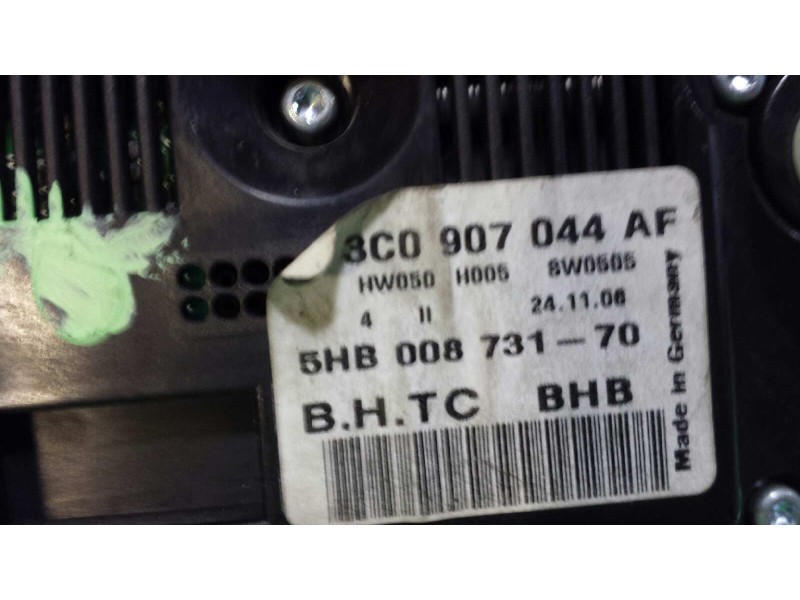 3C0 907 044 AF
HW050 H005 SW0505
4 II 24.11.06
5HB 008 731-70
B.H.TC BHB
Made in Germany